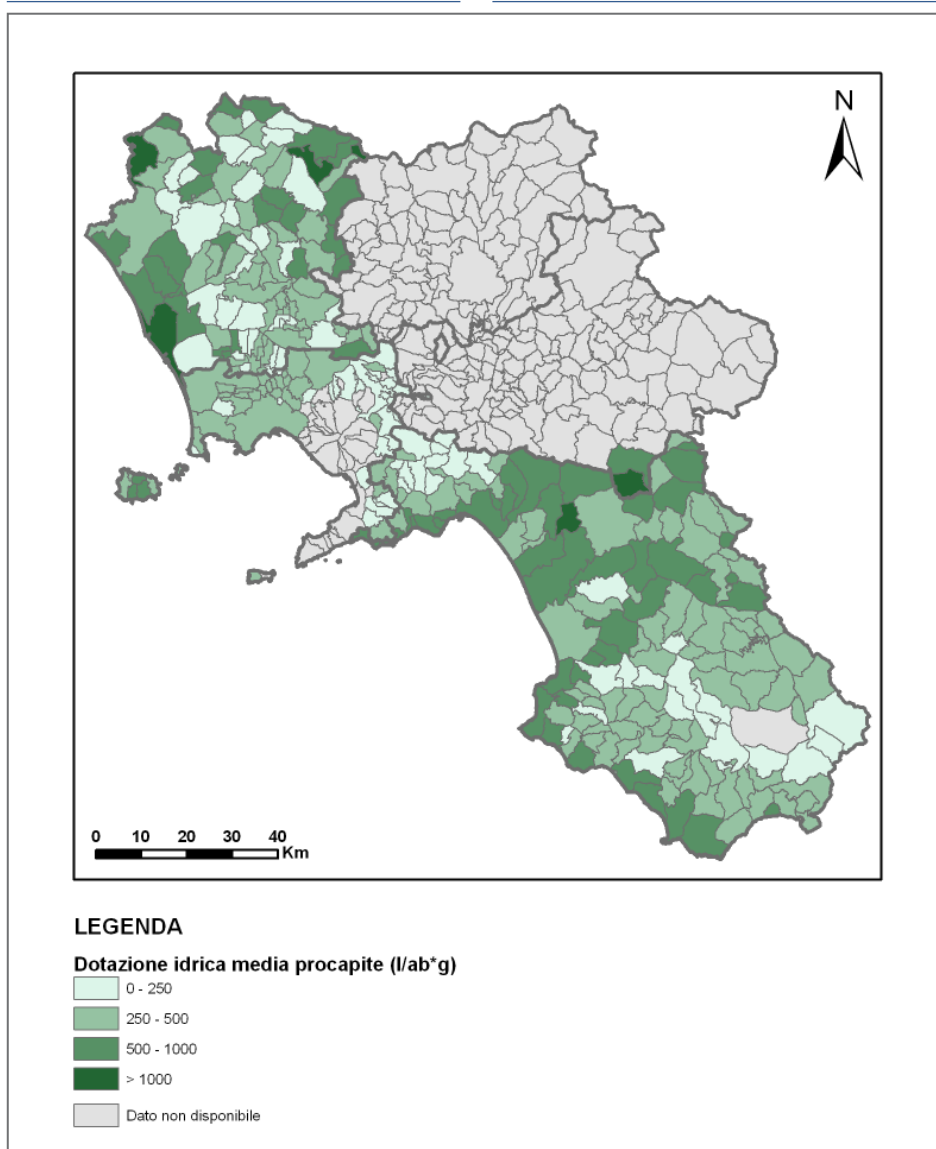 N
0 10 20 30 40
Km
LEGENDA
Dotazione idrica media procapite (l/ab*g)
0 - 250
250 - 500
500 - 1000
> 1000
Dato non disponibile